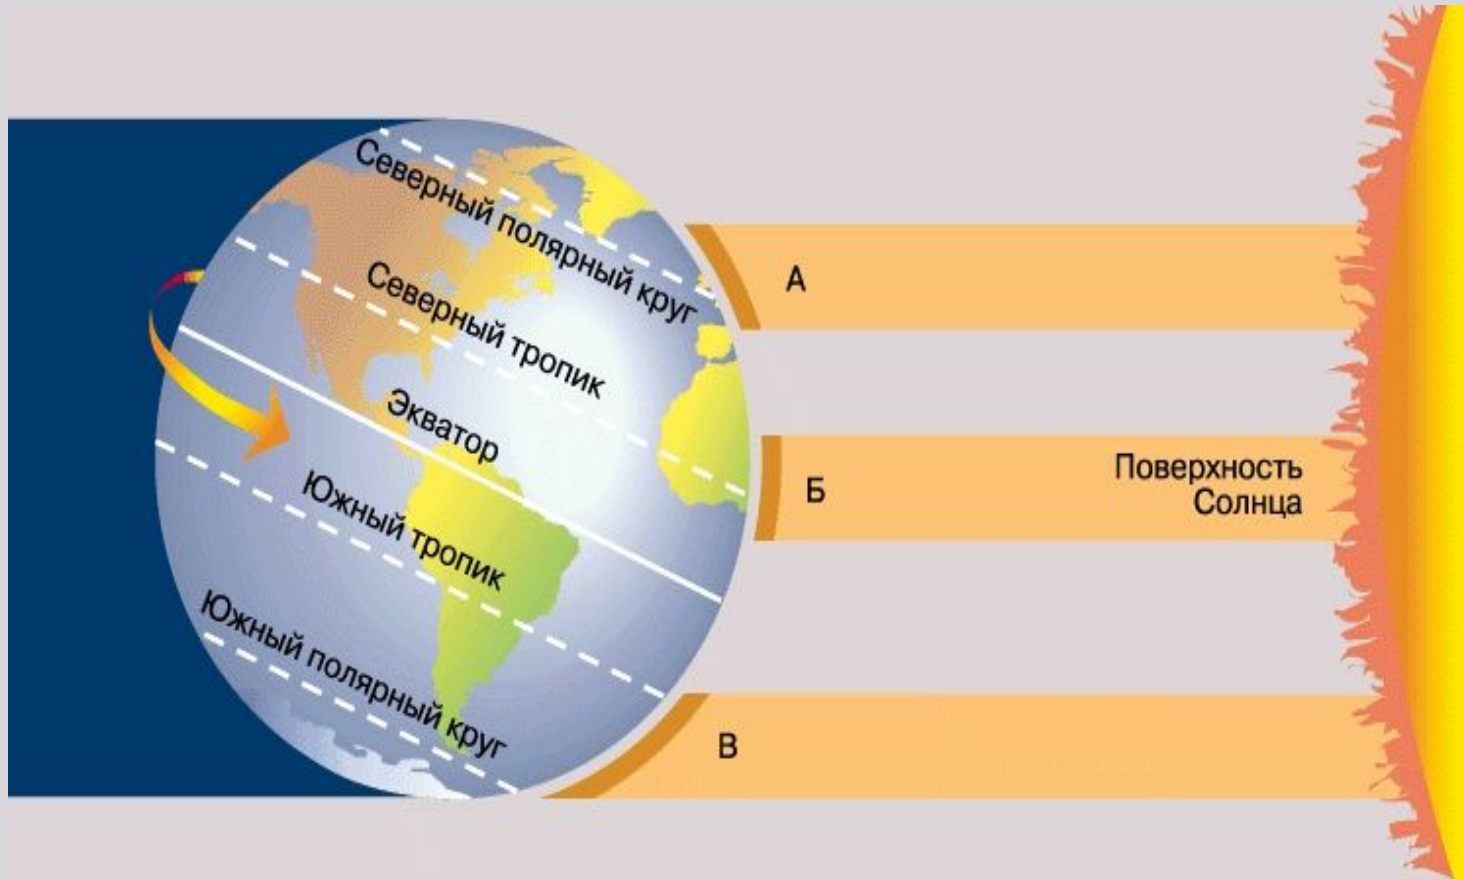 Северный полярный круг
А
Северный тропик
Экватор
Поверхность
Солнца
Б
Южный тропик
Южный полярный круг
В